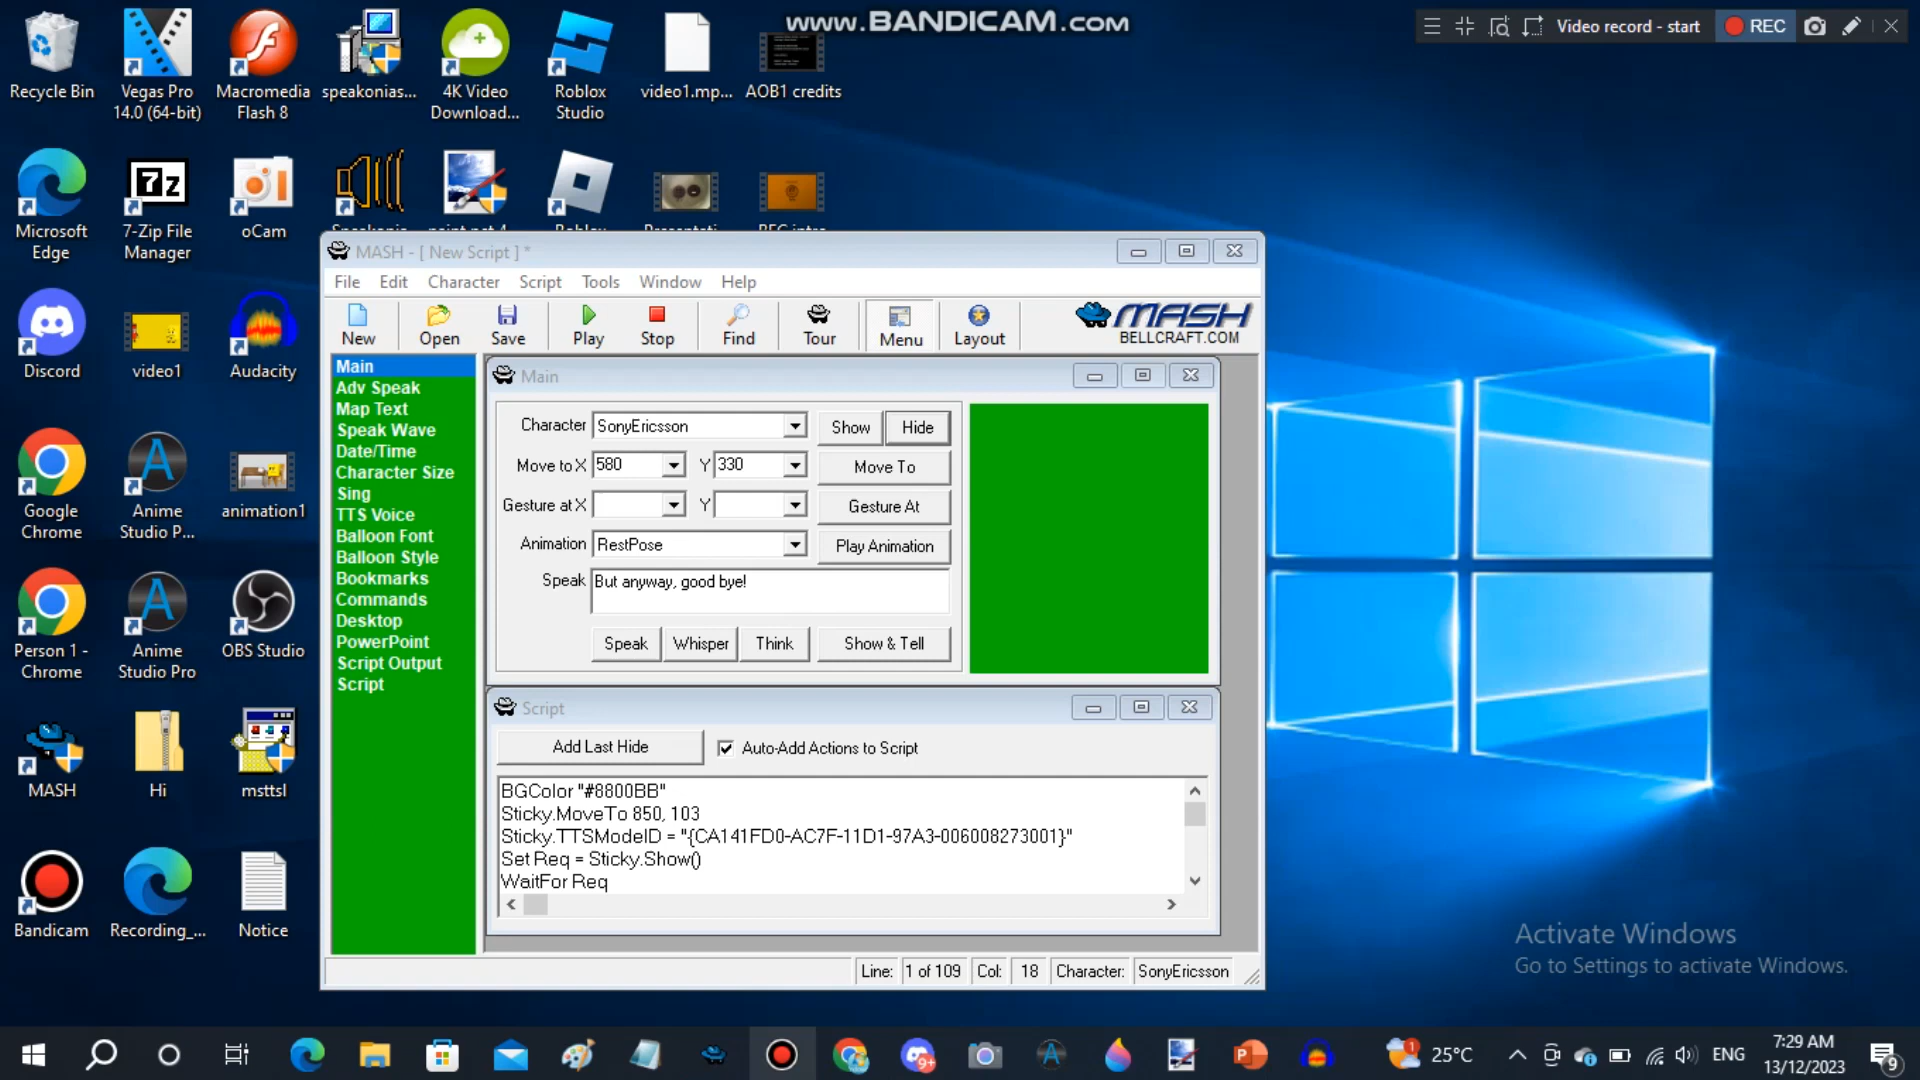 www.BANDICAM.com
Video record - start
REC
Recycle Bin
Vegas Pro
14.0 (64-bit)
Macromedia
Flash 8
speakonias...
4K Video
Download...
Roblox
Studio
video1.mp...
AOB1 credits
Microsoft
Edge
7z
7-Zip File
Manager
oCam
Discord
video1
Audacity
Google
Chrome
Anime
Studio P...
animation1
Person 1 -
Chrome
Anime
Studio Pro
OBS Studio
MASH
Hi
msttsl
Bandicam
Recording_...
Notice
MASH - [ New Script ] *
File Edit Character Script Tools Window Help
New Open Save Play Stop Find Tour Menu Layout
MASH
BELLCRAFT.COM
Main
Adv Speak
Map Text
Speak Wave
Date/Time
Character Size
Sing
TTS Voice
Balloon Font
Balloon Style
Bookmarks
Commands
Desktop
PowerPoint
Script Output
Script
Main
Character SonyEricsson Show Hide
Move to X 580 Y 330 Move To
Gesture at X Y Gesture At
Animation RestPose Play Animation
Speak But anyway, good bye!
Speak Whisper Think Show & Tell
Script
Add Last Hide Auto-Add Actions to Script
BGColor "#8800BB"
Sticky.MoveTo 850, 103
Sticky.TTSModeID = "{CA141FD0-AC7F-11D1-97A3-006008273001}"
Set Req = Sticky.Show()
WaitFor Req
Line: 1 of 109 Col: 18 Character: SonyEricsson
Activate Windows
Go to Settings to activate Windows.
9+
1
25°C
ENG
7:29 AM
13/12/2023
9